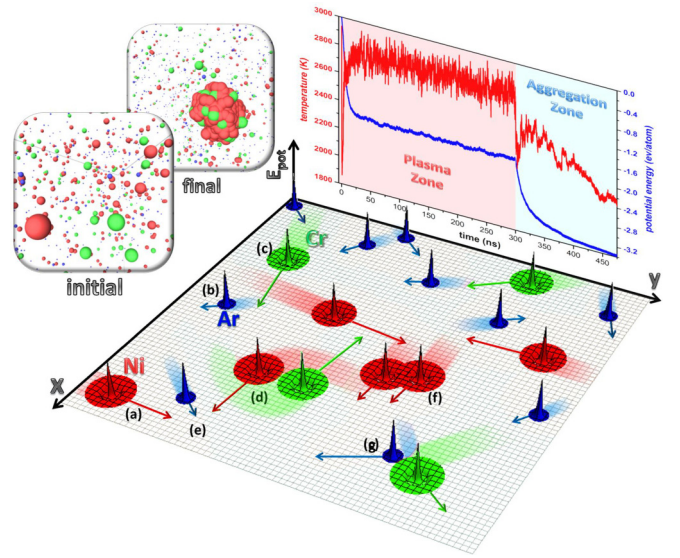 initial
final
temperature (K)
3000
2800
2600
2400
2200
2000
1800
0
50
100
150
200
250
300
350
400
450
time (ns)
0.0
-0.4
-0.8
-1.2
-1.6
-2.0
-2.4
-2.8
-3.2
potential energy (ev/atom)
Plasma
Zone
Aggregation
Zone
Epot
y
X
Cr
(c)
(b)
Ar
Ni
(a)
(e)
(d)
(f)
(g)